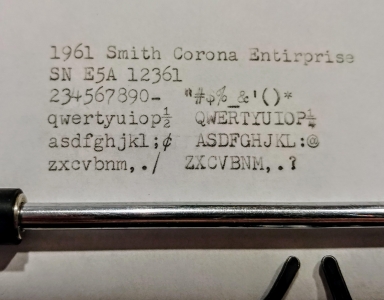 1961 Smith Corona Entirprise
SN E5A 12361
234567890-   "#$%_&'()*
qwertyuiop½   QWERTYUIOP¼
asdfghjkl;¢   ASDFGHJKL:@
zxcvbnm,./   ZXCVBNM,.?